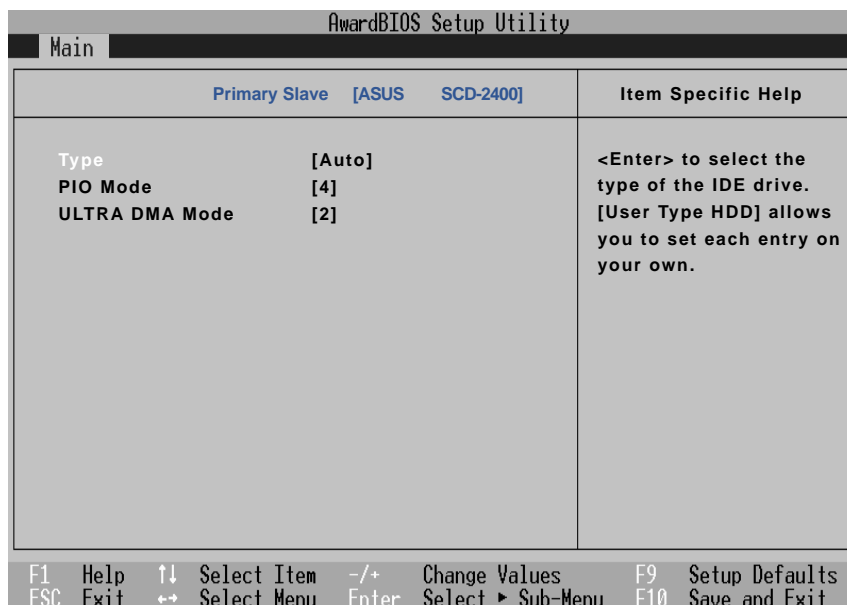 AwardBIOS Setup Utility
Main
Primary Slave [ASUS SCD-2400] Item Specific Help
Type [Auto]
PIO Mode [4]
ULTRA DMA Mode [2]
<Enter> to select the
type of the IDE drive.
[User Type HDD] allows
you to set each entry on
your own.
F1 Help ↑↓ Select Item -/+ Change Values F9 Setup Defaults
ESC Exit ←→ Select Menu Enter Select ▶ Sub-Menu F10 Save and Exit